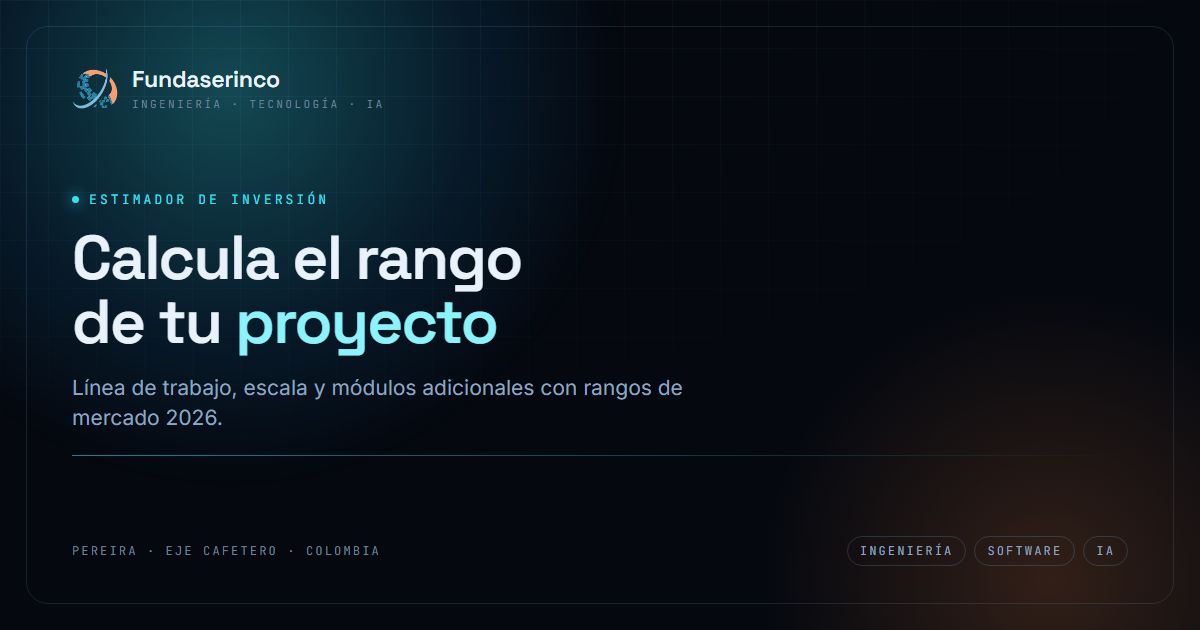 Fundaserinco
INGENIERÍA · TECNOLOGÍA · IA
ESTIMADOR DE INVERSIÓN
Calcula el rango
de tu proyecto
Línea de trabajo, escala y módulos adicionales con rangos de
mercado 2026.
PEREIRA · EJE CAFETERO · COLOMBIA
INGENIERÍA
SOFTWARE
IA